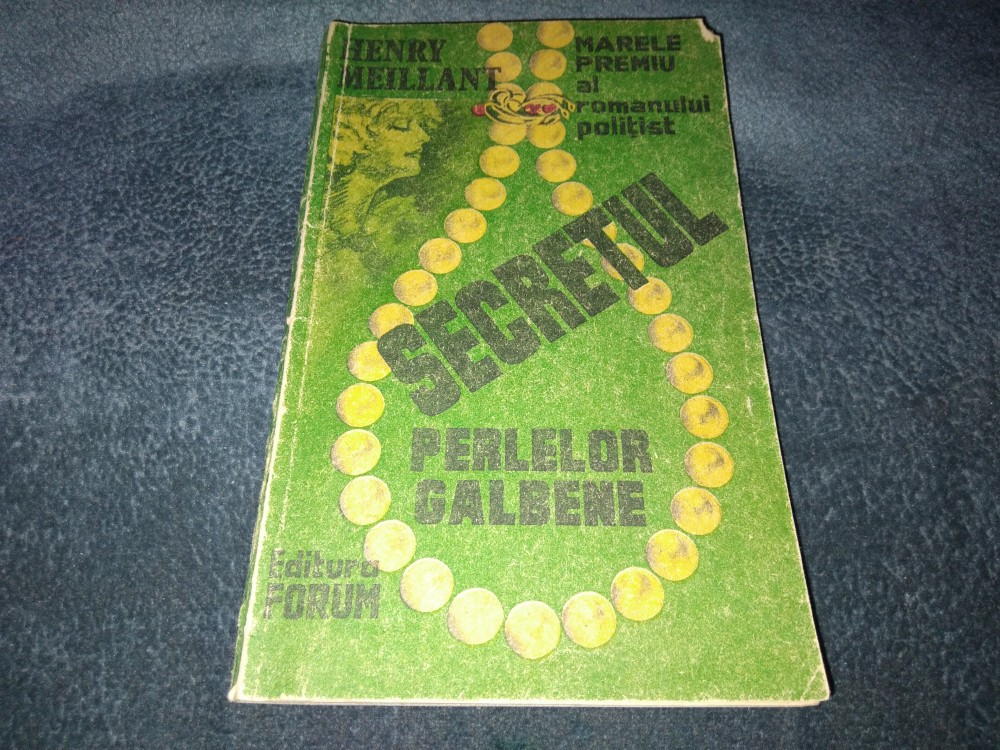 HENRY
MEILLANT
MARELE
PREMIU
al
romanului
polițist
SECRETUL
PERLELOR
GALBENE
Editura
FORUM